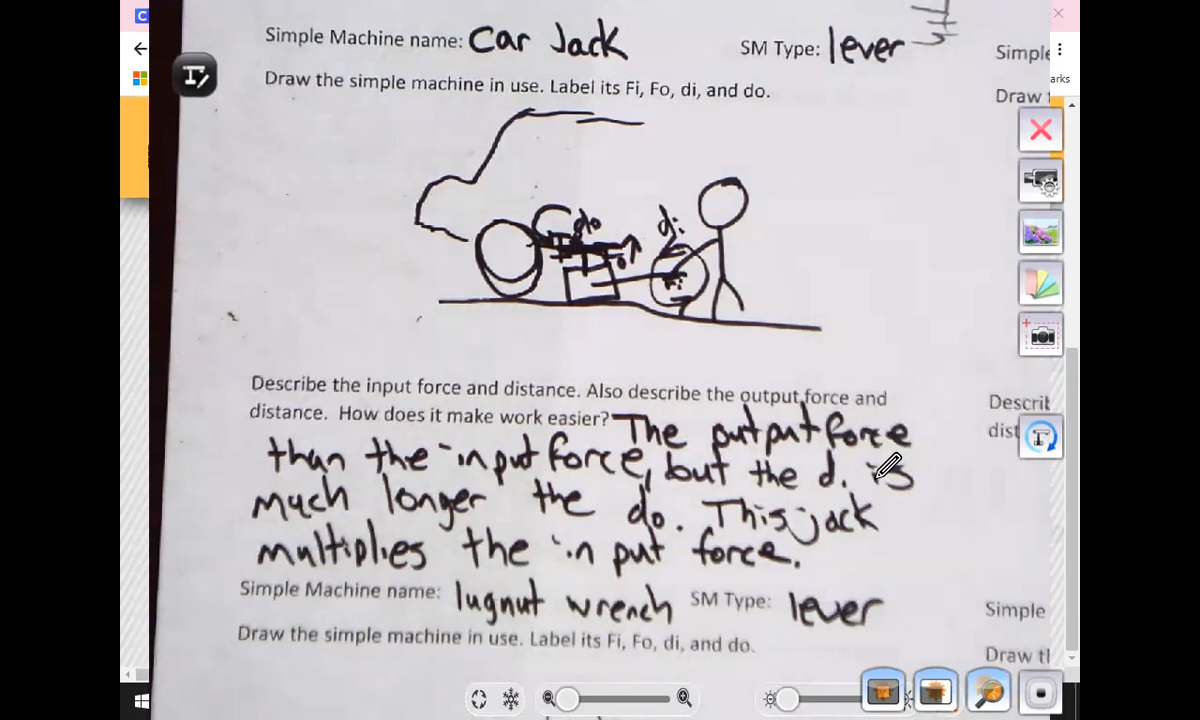 Simple Machine name: Car Jack SM Type: lever
Simple
Draw the simple machine in use. Label its Fi, Fo, di, and do.
Draw
arks
do
di
Fo
Fi
Describe the input force and distance. Also describe the output force and
distance. How does it make work easier? The output force
than the input force, but the di is
much longer the do. This jack
multiplies the input force.
Descrit
dist
Simple Machine name: lugnut wrench SM Type: lever
Simple
Draw the simple machine in use. Label its Fi, Fo, di, and do.
Draw tl